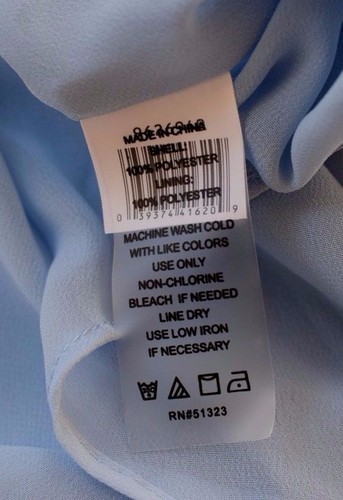 MADE IN CHINA
SHELL:
100% POLYESTER
LINING:
100% POLYESTER
0 39374 41620 9
MACHINE WASH COLD
WITH LIKE COLORS
USE ONLY
NON-CHLORINE
BLEACH IF NEEDED
LINE DRY
USE LOW IRON
IF NECESSARY
RN#51323